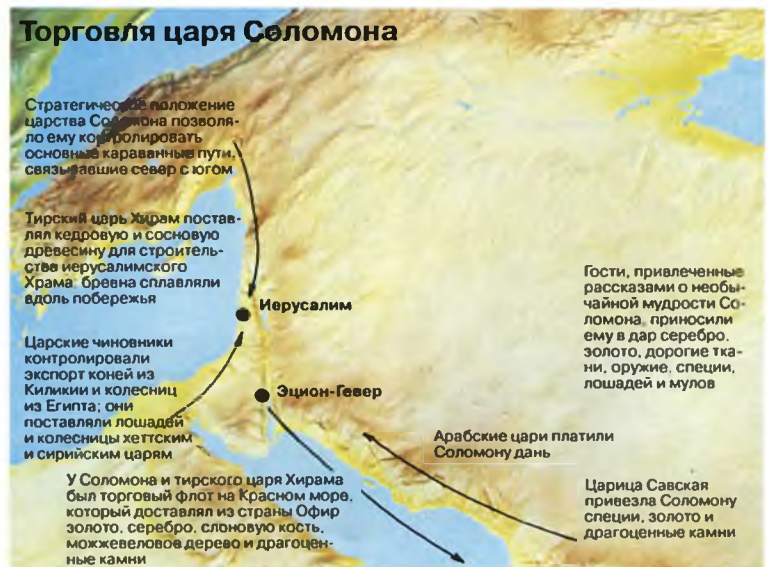 Торговля царя Соломона
Стратегическое положение
царства Соломона позволя-
ло ему контролировать
основные караванные пути,
связывавшие север с югом
Тирский царь Хирам постав-
лял кедровую и сосновую
древесину для строитель-
ства иерусалимского
Храма; бревна сплавляли
вдоль побережья
Иерусалим
Гости, привлеченные
рассказами о необы-
чайной мудрости Со-
ломона, приносили
ему в дар серебро,
золото, дорогие тка-
ни, оружие, специи,
лошадей и мулов
Царские чиновники
контролировали
экспорт коней из
Киликии и колесниц
из Египта; они
поставляли лошадей
и колесницы хеттским
и сирийским царям
Эцион-Гевер
Арабские цари платили
Соломону дань
У Соломона и тирского царя Хирама
был торговый флот на Красном море,
который доставлял из страны Офир
золото, серебро, слоновую кость,
можжевеловое дерево и драгоцен-
ные камни
Царица Савская
привезла Соломону
специи, золото и
драгоценные камни